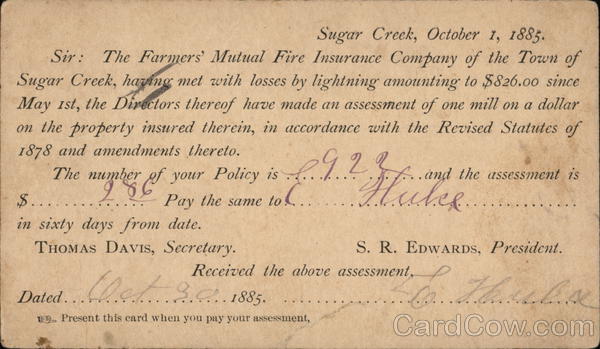 Sugar Creek, October 1, 1885.
Sir: The Farmers' Mutual Fire Insurance Company of the Town of
Sugar Creek, having met with losses by lightning amounting to $826.00 since
May 1st, the Directors thereof have made an assessment of one mill on a dollar
on the property insured therein, in accordance with the Revised Statutes of
1878 and amendments thereto.
The number of your Policy is 922 and the assessment is
$ 286 Pay the same to E Huke
in sixty days from date.
THOMAS DAVIS, Secretary. S. R. EDWARDS, President.
Received the above assessment,
Dated Oct 30 1885.
Present this card when you pay your assessment,
CardCow.com